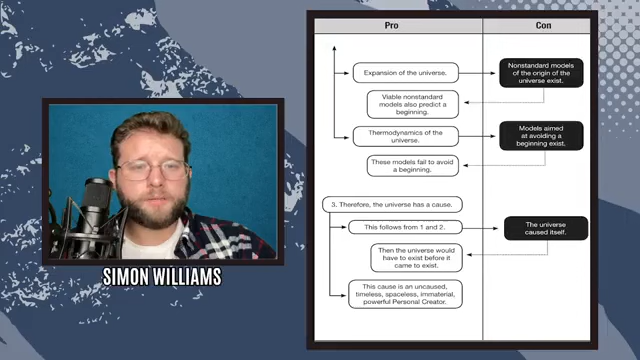 Pro
Con
Expansion of the universe.
Nonstandard models
of the origin of the
universe exist.
Viable nonstandard
models also predict a
beginning.
Thermodynamics of the
universe.
Models aimed
at avoiding a
beginning exist.
These models fail to avoid
a beginning.
3. Therefore, the universe has a cause.
This follows from 1 and 2.
The universe
caused itself.
Then the universe would
have to exist before it
came to exist.
This cause is an uncaused,
timeless, spaceless, immaterial,
powerful Personal Creator.
SIMON WILLIAMS